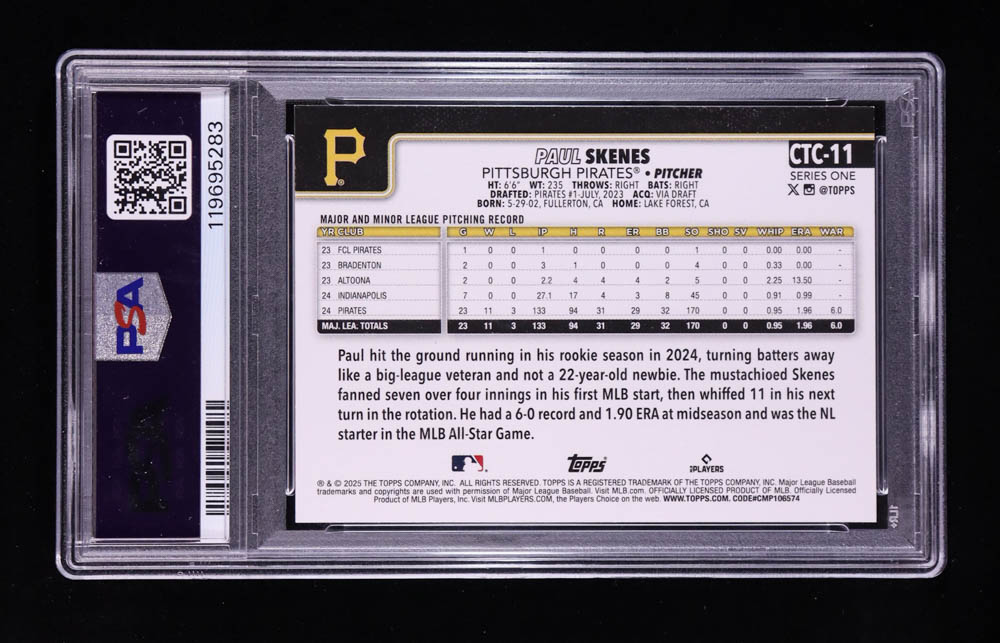 119695283
PSA
P
PAUL SKENES
PITTSBURGH PIRATES® • PITCHER
HT: 6'6" WT: 235 THROWS: RIGHT BATS: RIGHT
DRAFTED: PIRATES #1-JULY, 2023 ACQ: VIA DRAFT
BORN: 5-29-02, FULLERTON, CA HOME: LAKE FOREST, CA
CTC-11
SERIES ONE
X @TOPPS
MAJOR AND MINOR LEAGUE PITCHING RECORD
YR CLUB G W L IP H R ER BB SO SHO SV WHIP ERA WAR
23 FCL PIRATES 1 0 0 1 0 0 0 0 1 0 0 0.00 0.00 -
23 BRADENTON 2 0 0 3 1 0 0 0 4 0 0 0.33 0.00 -
23 ALTOONA 2 0 0 2.2 4 4 4 2 5 0 0 2.25 13.50 -
24 INDIANAPOLIS 7 0 0 27.1 17 4 3 8 45 0 0 0.91 0.99 -
24 PIRATES 23 11 3 133 94 31 29 32 170 0 0 0.95 1.96 6.0
MAJ. LEA. TOTALS 23 11 3 133 94 31 29 32 170 0 0 0.95 1.96 6.0
Paul hit the ground running in his rookie season in 2024, turning batters away
like a big-league veteran and not a 22-year-old newbie. The mustachioed Skenes
fanned seven over four innings in his first MLB start, then whiffed 11 in his next
turn in the rotation. He had a 6-0 record and 1.90 ERA at midseason and was the NL
starter in the MLB All-Star Game.
topps
PLAYERS
® & © 2025 THE TOPPS COMPANY, INC. ALL RIGHTS RESERVED. TOPPS IS A REGISTERED TRADEMARK OF THE TOPPS COMPANY, INC. Major League Baseball
trademarks and copyrights are used with permission of Major League Baseball. Visit MLB.com. OFFICIALLY LICENSED PRODUCT OF MLB. Officially Licensed
Product of MLB Players, Inc. Visit MLBPLAYERS.COM, the Players Choice on the web. WWW.TOPPS.COM. CODE#CMP106574